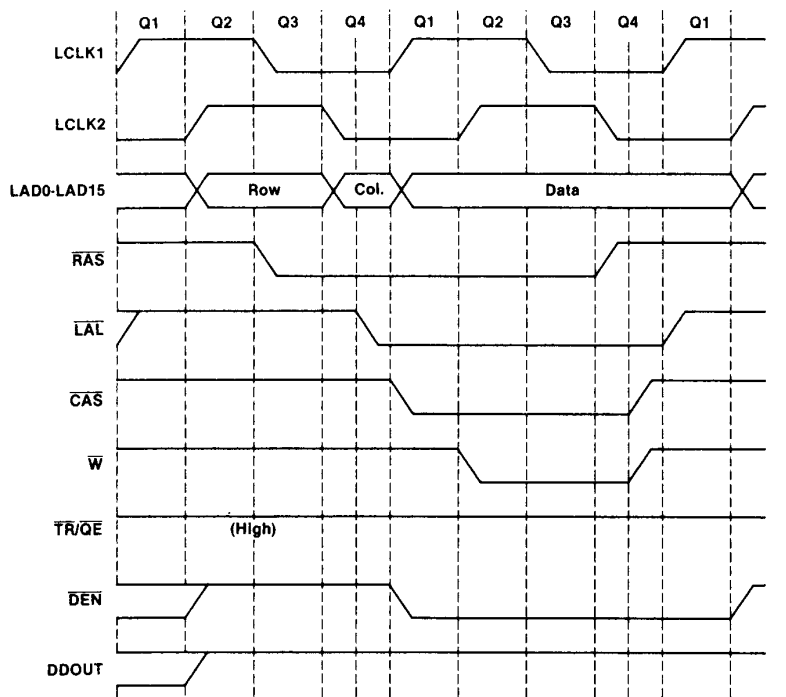 Q1 Q2 Q3 Q4 Q1 Q2 Q3 Q4 Q1
LCLK1
LCLK2
LAD0-LAD15 Row Col. Data
RAS
LAL
CAS
W
TR/QE (High)
DEN
DDOUT